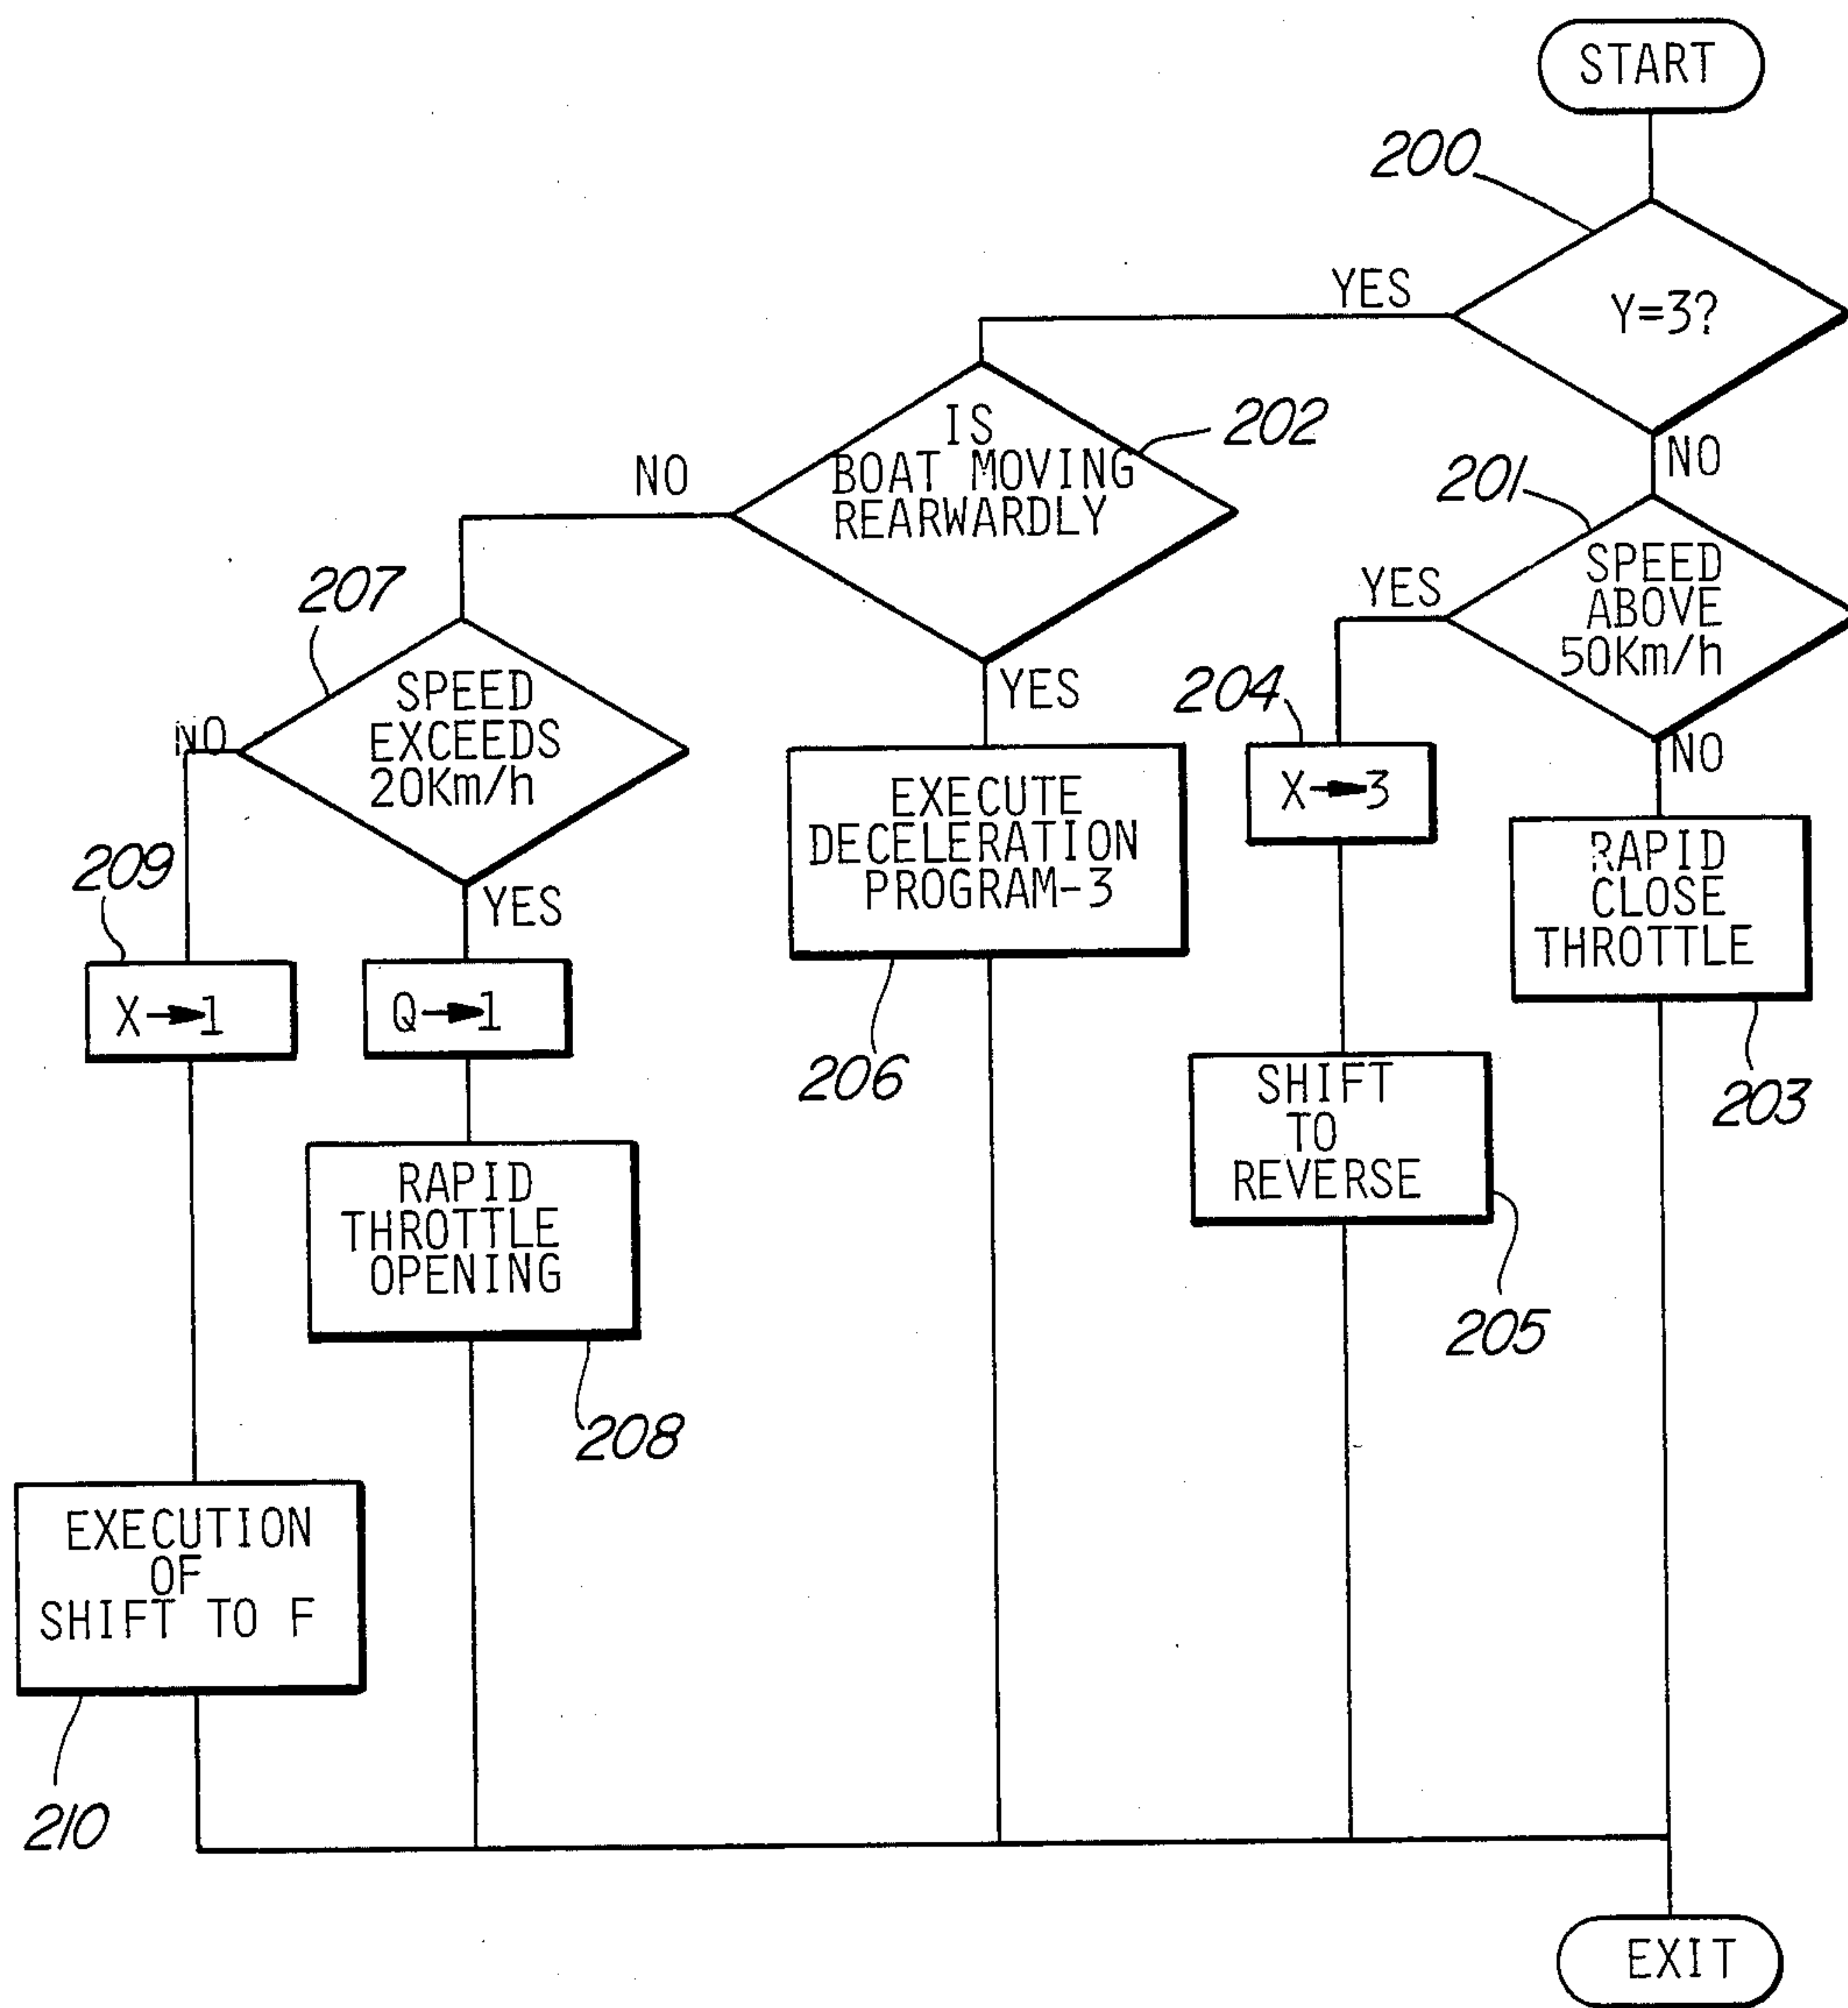 START
200
Y=3?
YES
NO
202
IS
BOAT MOVING
REARWARDLY
NO
YES
201
SPEED
ABOVE
50Km/h
YES
NO
207
SPEED
EXCEEDS
20Km/h
NO
YES
204
X→3
EXECUTE
DECELERATION
PROGRAM-3
206
RAPID
CLOSE
THROTTLE
203
209
X→1
Q→1
SHIFT
TO
REVERSE
205
RAPID
THROTTLE
OPENING
208
EXECUTION
OF
SHIFT TO F
210
EXIT